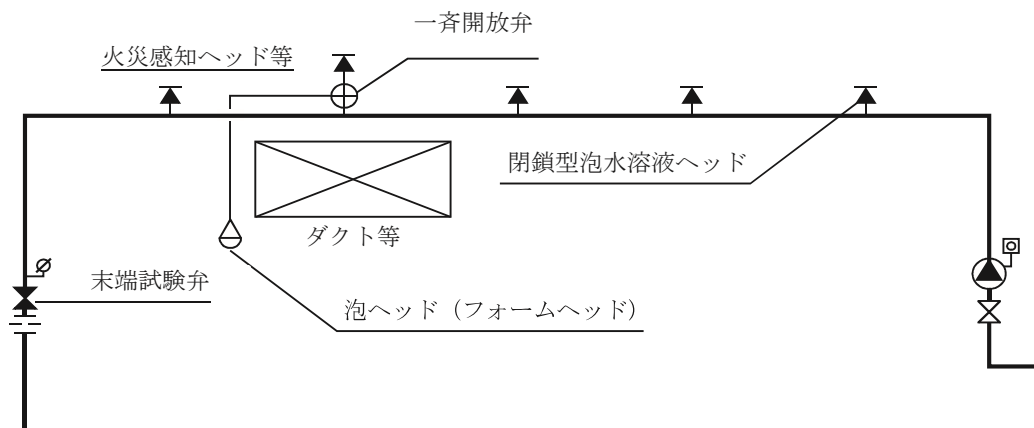 一斉開放弁
火災感知ヘッド等
閉鎖型泡水溶液ヘッド
ダクト等
末端試験弁
泡ヘッド（フォームヘッド）